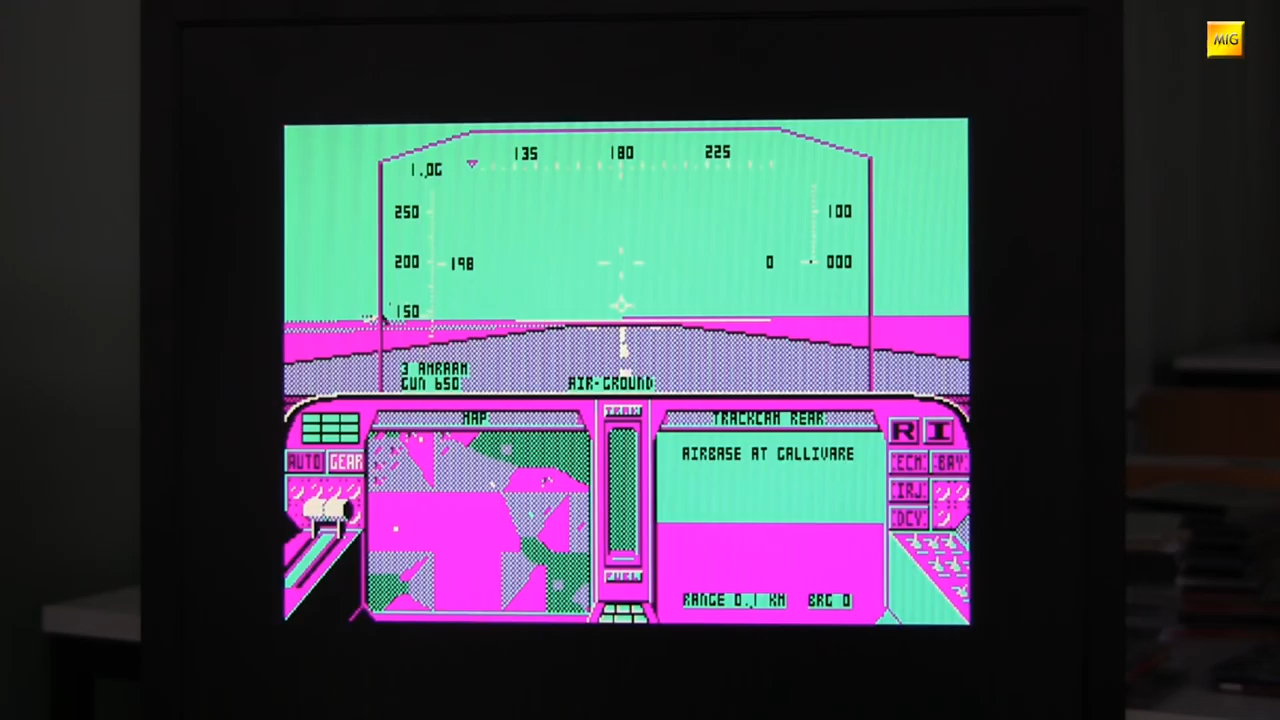 MIG
135 180 225
1.0G
250 100
200 198 0 000
150
3 AMRAAM
GUN 650 AIR-GROUND
MAP TRACKCAM REAR
R I
AIRBASE AT GALLIVARE
AUTO GEAR ECM BAY
IRJ
DCY
RANGE 0.1 KM BRG 0